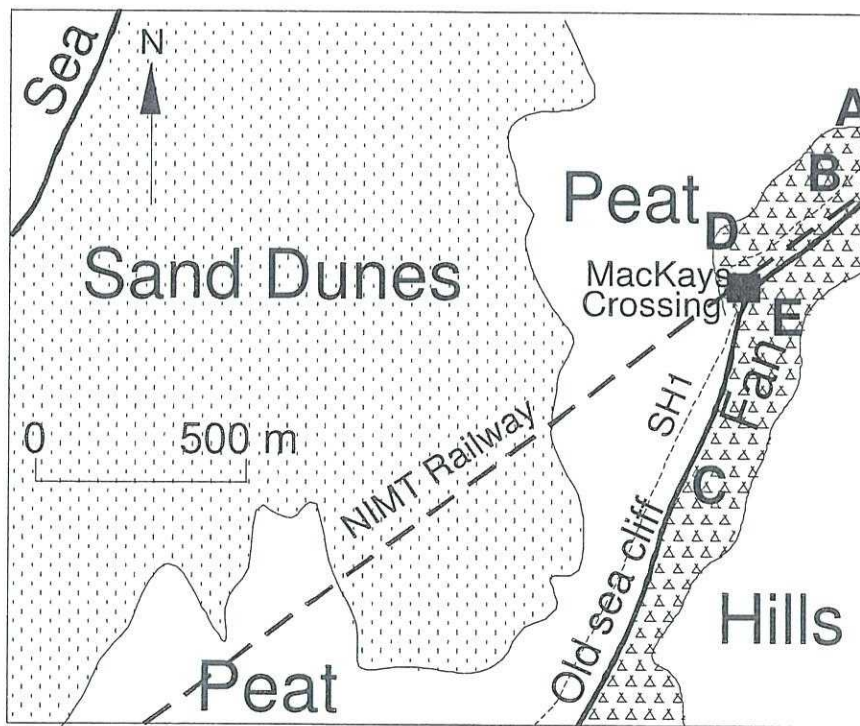 Sea
N
A
B
Peat
D
Sand Dunes
MacKays
Crossing
E
Fan
SH1
0 500 m
NIMT Railway
C
Old sea cliff
Hills
Peat